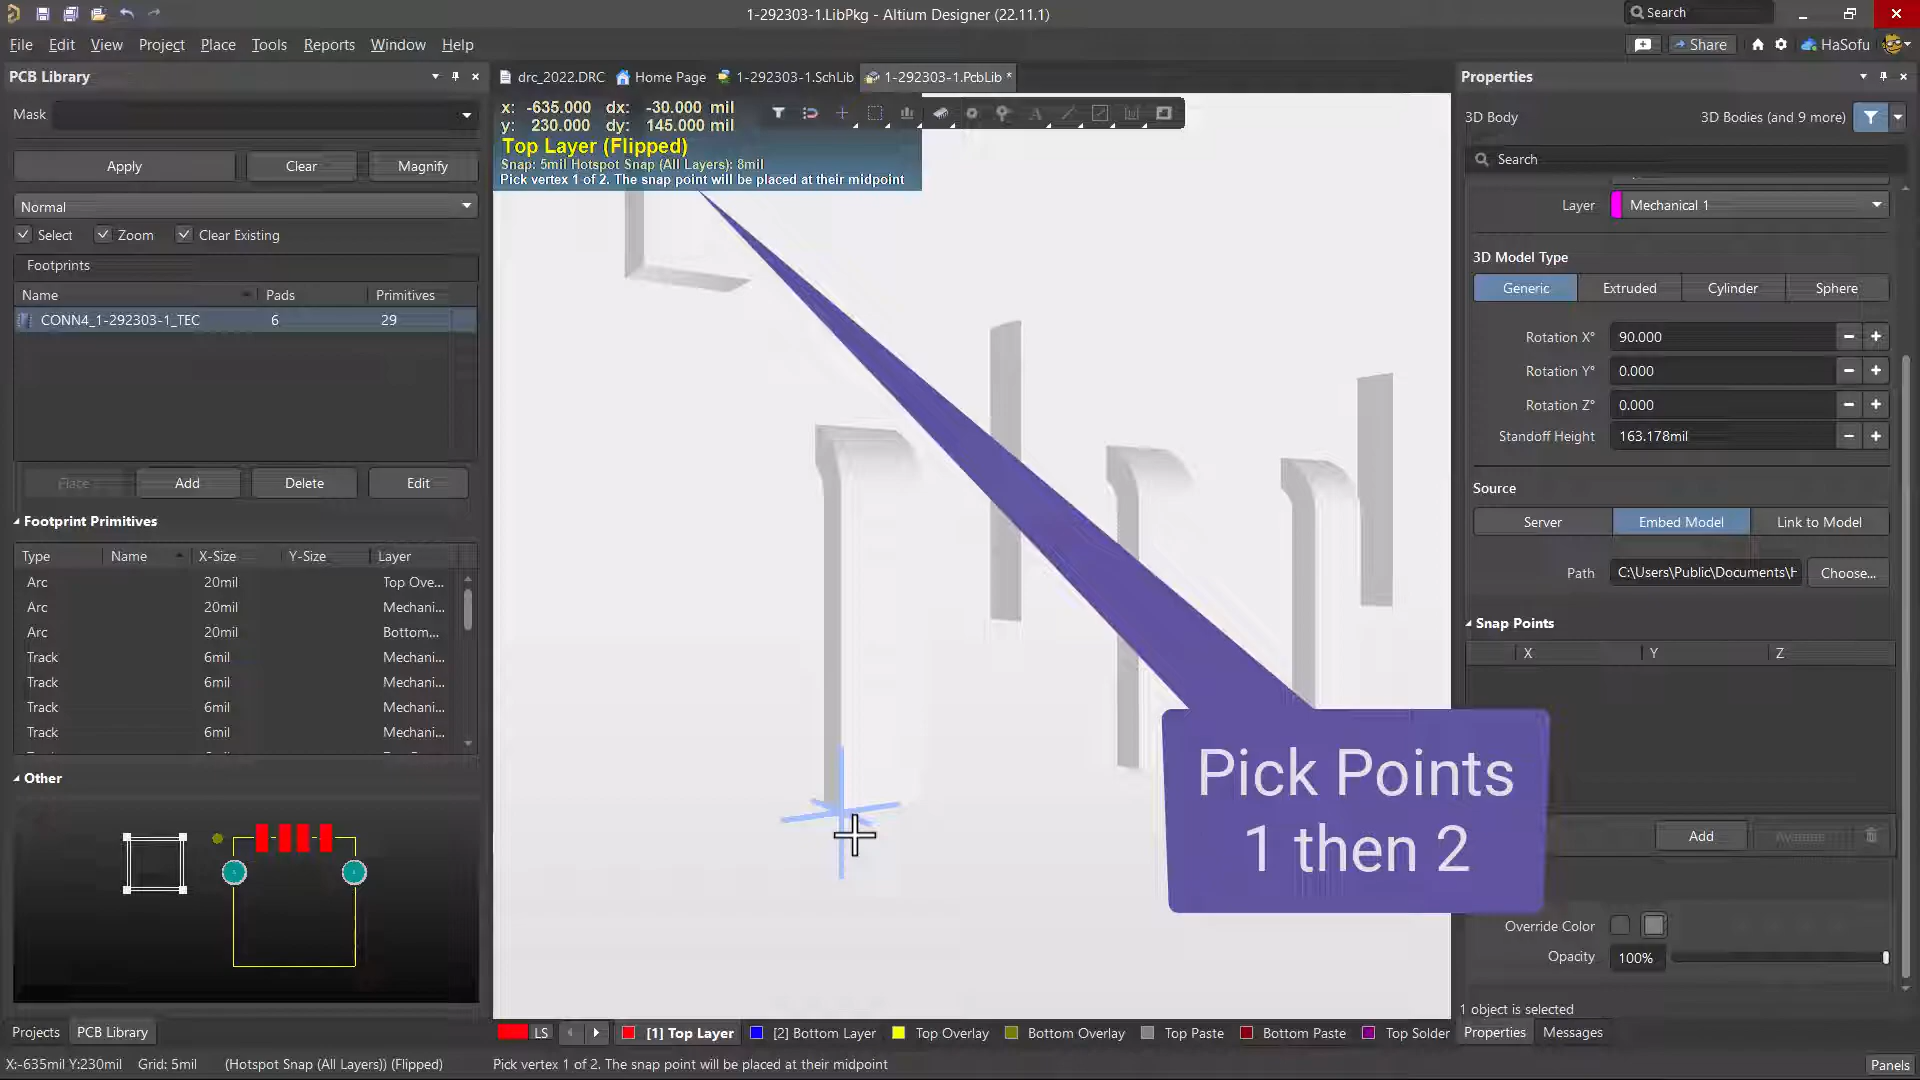 1-292303-1.LibPkg - Altium Designer (22.11.1)
Search
File Edit View Project Place Tools Reports Window Help
Share
HaSofu
PCB Library
drc_2022.DRC Home Page 1-292303-1.SchLib 1-292303-1.PcbLib *
Properties
Mask
x: -635.000 dx: -30.000 mil
y: 230.000 dy: 145.000 mil
Top Layer (Flipped)
Snap: 5mil Hotspot Snap (All Layers): 8mil
Pick vertex 1 of 2. The snap point will be placed at their midpoint
3D Body 3D Bodies (and 9 more)
Search
Apply Clear Magnify
Normal
Select Zoom Clear Existing
Footprints
Name Pads Primitives
CONN4_1-292303-1_TEC 6 29
Place Add Delete Edit
Footprint Primitives
Type Name X-Size Y-Size Layer
Arc 20mil Top Ove...
Arc 20mil Mechani...
Arc 20mil Bottom...
Track 6mil Mechani...
Track 6mil Mechani...
Track 6mil Mechani...
Track 6mil Mechani...
Other
Projects PCB Library
Layer Mechanical 1
3D Model Type
Generic Extruded Cylinder Sphere
Rotation X° 90.000
Rotation Y° 0.000
Rotation Z° 0.000
Standoff Height 163.178mil
Source
Server Embed Model Link to Model
Path C:\Users\Public\Documents\H Choose...
Snap Points
X Y Z
Add
Pick Points
1 then 2
Override Color
Opacity 100%
1 object is selected
Properties Messages
LS [1] Top Layer [2] Bottom Layer Top Overlay Bottom Overlay Top Paste Bottom Paste Top Solder
X:-635mil Y:230mil Grid: 5mil (Hotspot Snap (All Layers)) (Flipped) Pick vertex 1 of 2. The snap point will be placed at their midpoint
Panels